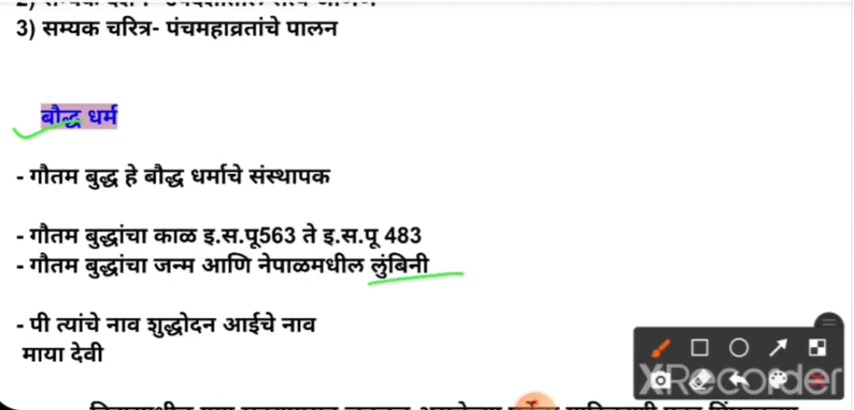 3) सम्यक चरित्र- पंचमहाव्रतांचे पालन
बौद्ध धर्म
- गौतम बुद्ध हे बौद्ध धर्माचे संस्थापक
- गौतम बुद्धांचा काळ इ.स.पू563 ते इ.स.पू 483
- गौतम बुद्धांचा जन्म आणि नेपाळमधील लुंबिनी
- पी त्यांचे नाव शुद्धोदन आईचे नाव
माया देवी
XRecorder